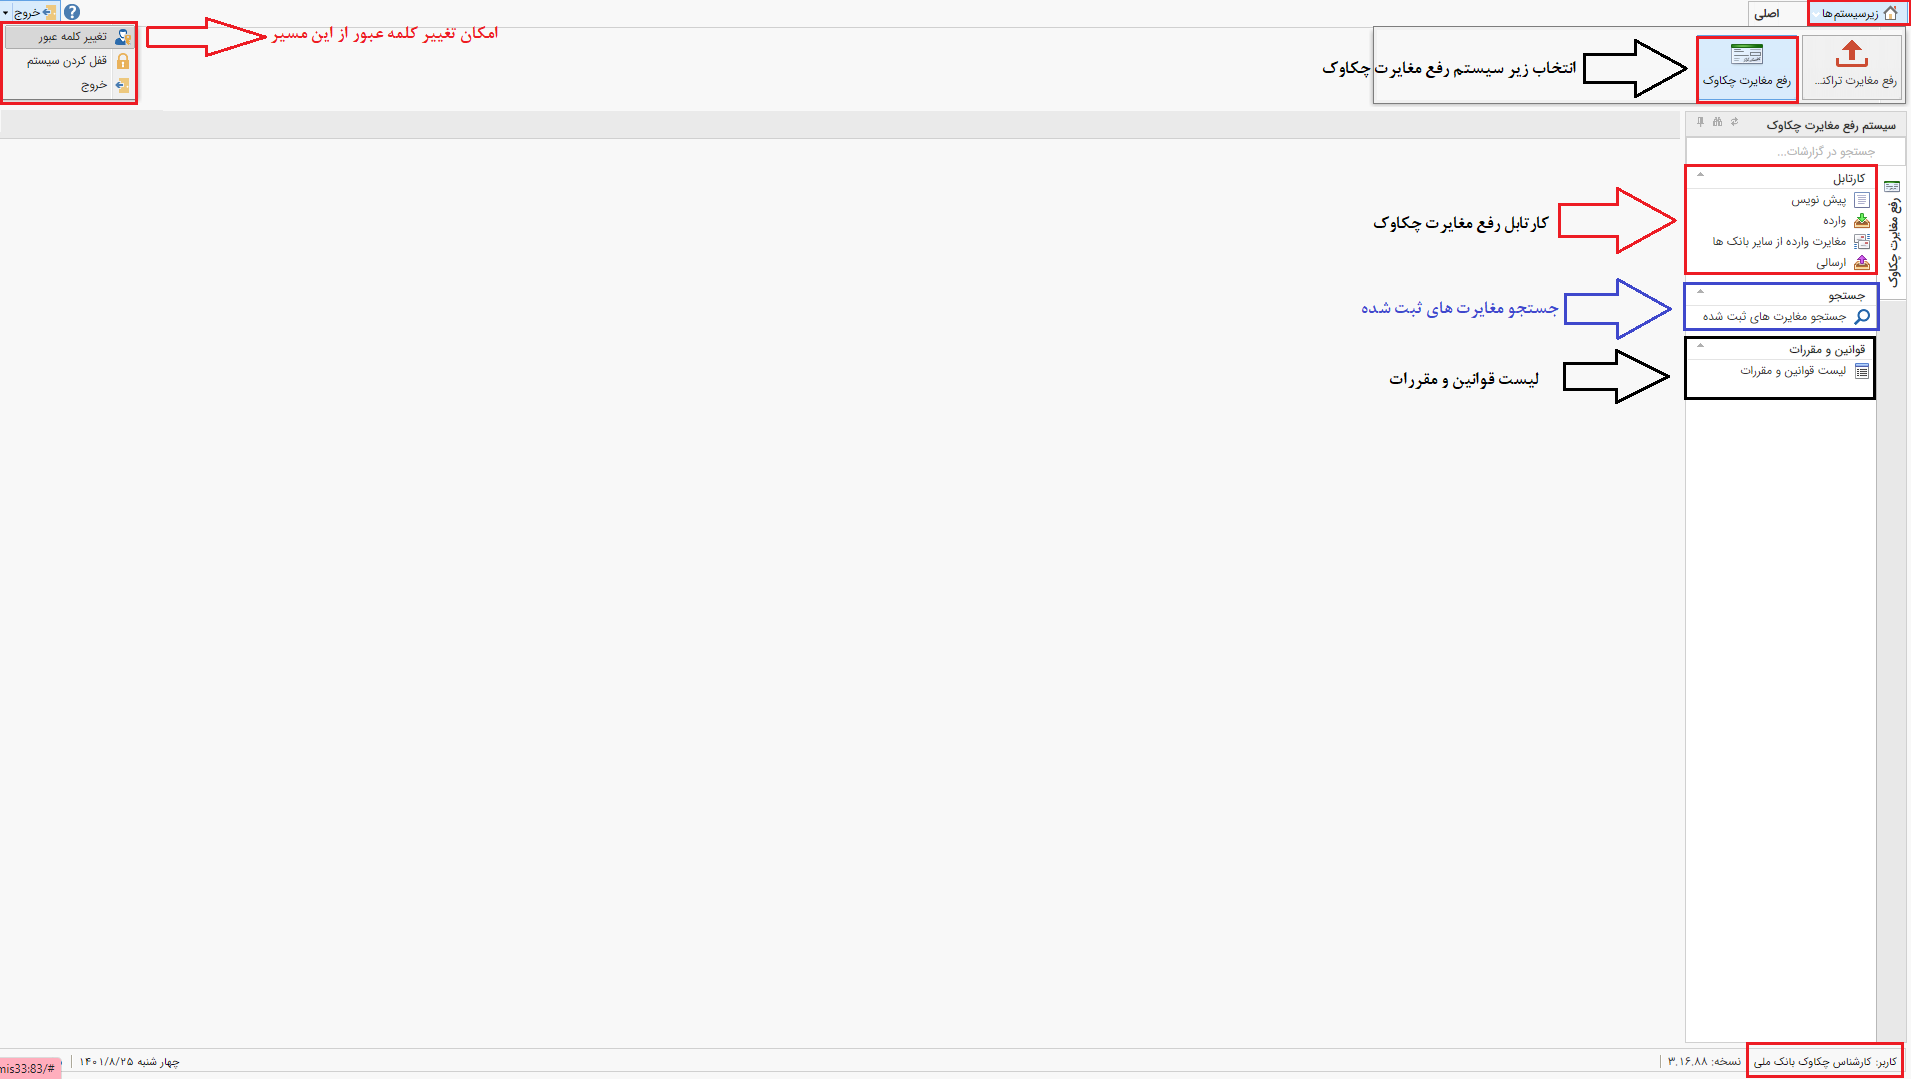 زیرسیستم‌ها
اصلی
خروج
رفع مغایرت تراکنـ...
رفع مغایرت چکاوک
انتخاب زیر سیستم رفع مغایرت چکاوک
امکان تغییر کلمه عبور از این مسیر
تغییر کلمه عبور
قفل کردن سیستم
خروج
سیستم رفع مغایرت چکاوک
جستجو در گزارشات...
رفع مغایرت چکاوک
کارتابل
پیش نویس
وارده
مغایرت وارده از سایر بانک ها
ارسالی
کارتابل رفع مغایرت چکاوک
جستجو
جستجو مغایرت های ثبت شده
جستجو مغایرت های ثبت شده
قوانین و مقررات
لیست قوانین و مقررات
لیست قوانین و مقررات
کاربر: کارشناس چکاوک بانک ملی
نسخه: ۳.۱۶.۸۸
چهار شنبه ۱۴۰۱/۸/۲۵
mis33:83/#